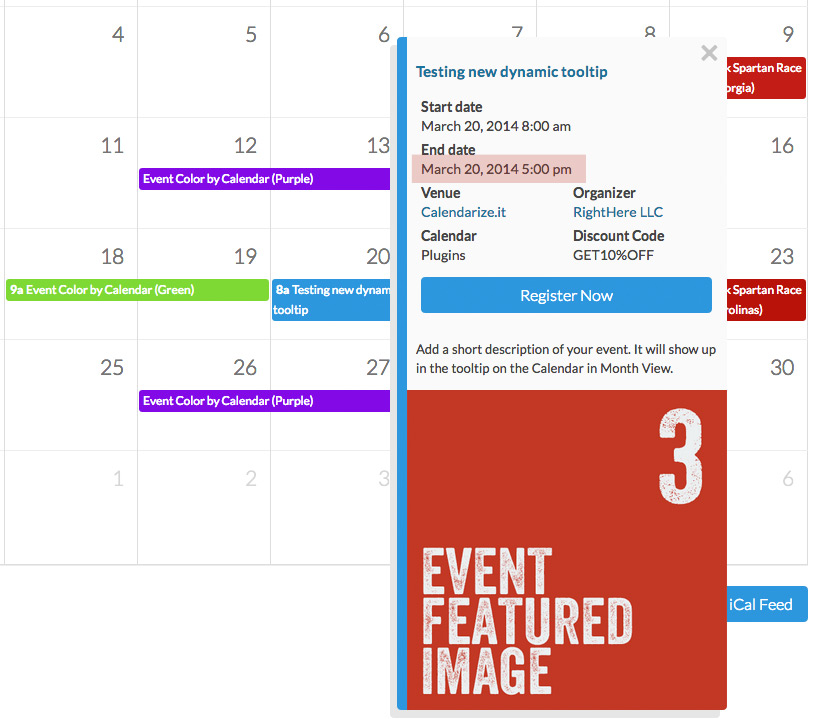 4 5 6 7 8 9
k Spartan Race
orgia)
11 12 13 16
Event Color by Calendar (Purple)
18 19 20 23
9a Event Color by Calendar (Green)
8a Testing new dynam
tooltip
k Spartan Race
rolinas)
25 26 27 30
Event Color by Calendar (Purple)
1 2 3 6
Testing new dynamic tooltip
Start date
March 20, 2014 8:00 am
End date
March 20, 2014 5:00 pm
Venue Organizer
Calendarize.it RightHere LLC
Calendar Discount Code
Plugins GET10%OFF
Register Now
Add a short description of your event. It will show up
in the tooltip on the Calendar in Month View.
3
EVENT
FEATURED
IMAGE
iCal Feed